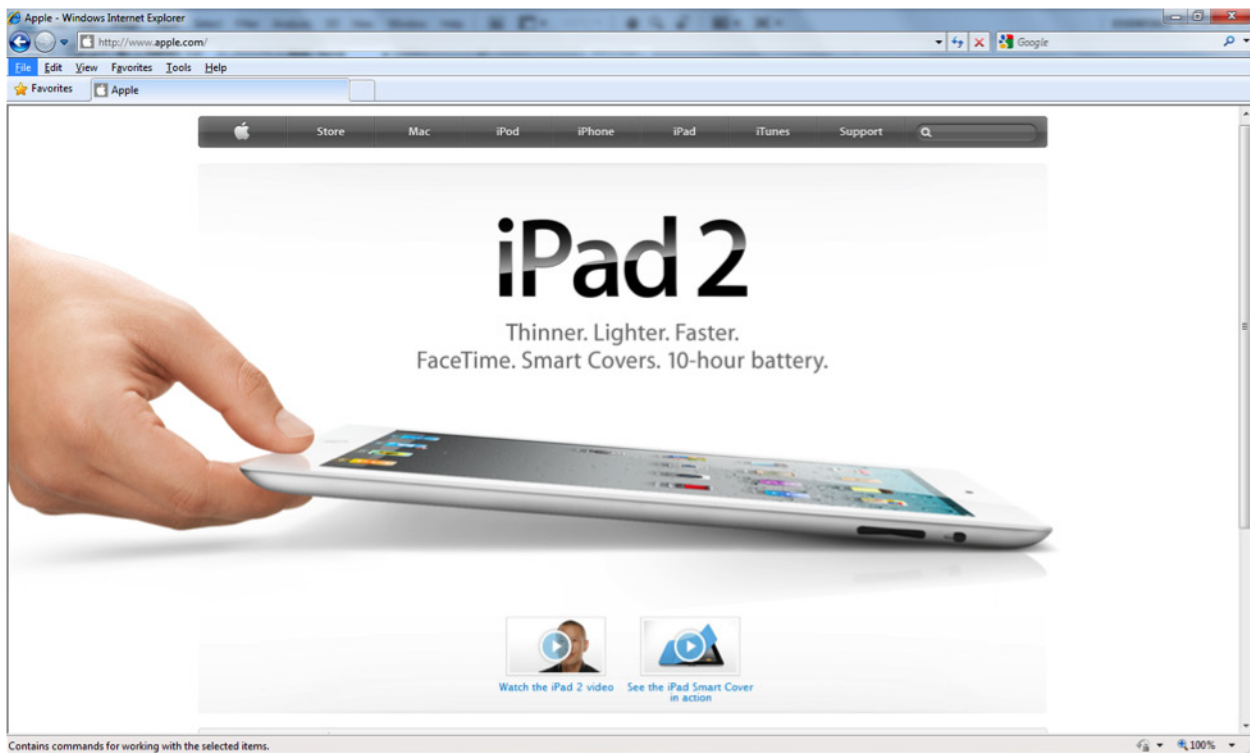 Apple - Windows Internet Explorer
http://www.apple.com/
Google
File Edit View Favorites Tools Help
Favorites
Apple
Store Mac iPod iPhone iPad iTunes Support
iPad 2
Thinner. Lighter. Faster.
FaceTime. Smart Covers. 10-hour battery.
Watch the iPad 2 video
See the iPad Smart Cover
in action
Contains commands for working with the selected items.
100%